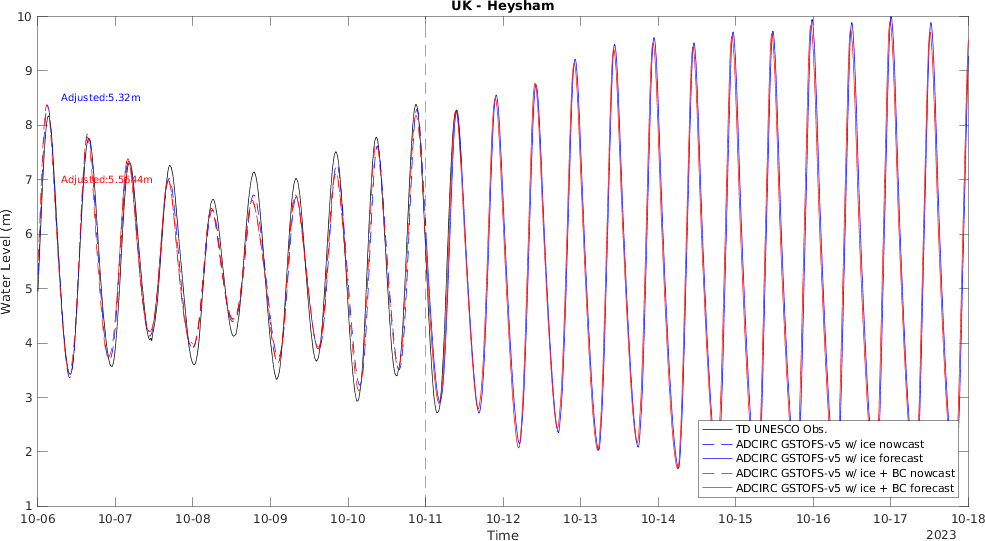 UK - Heysham
10
9
8
7
6
5
4
3
2
1
Water Level (m)
Adjusted:5.32m
Adjusted:5.5644m
TD UNESCO Obs.
ADCIRC GSTOFS-v5 w/ ice nowcast
ADCIRC GSTOFS-v5 w/ ice forecast
ADCIRC GSTOFS-v5 w/ ice + BC nowcast
ADCIRC GSTOFS-v5 w/ ice + BC forecast
10-06 10-07 10-08 10-09 10-10 10-11 10-12 10-13 10-14 10-15 10-16 10-17 10-18
Time
2023